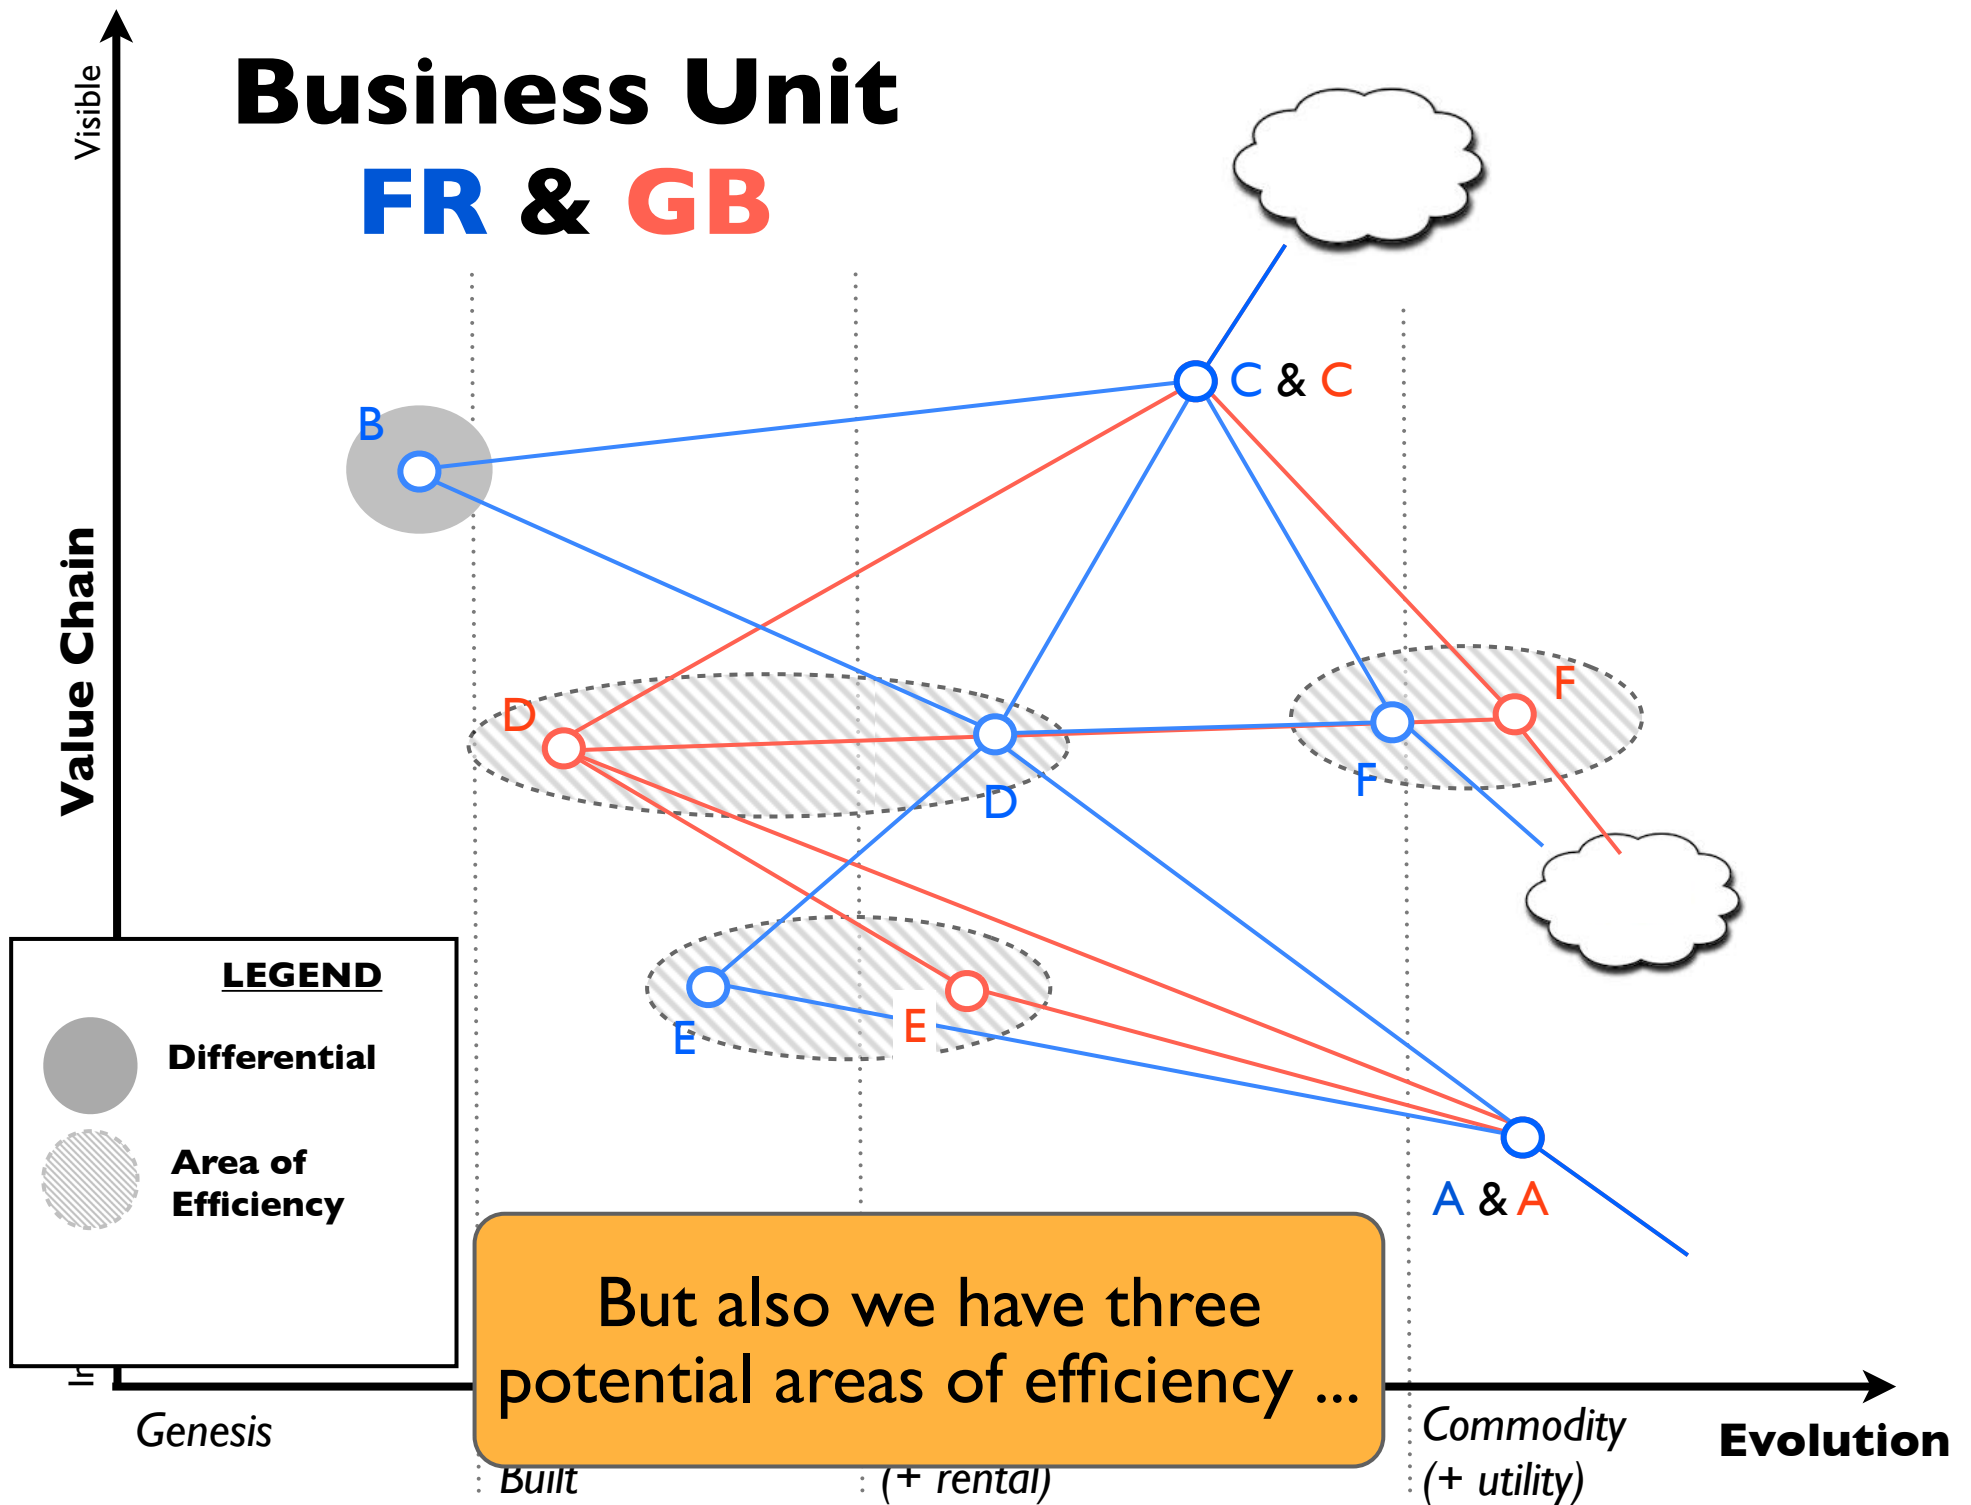 Business Unit
FR & GB
Visible
Value Chain
C & C
B
D
F
D
F
E
E
A & A
LEGEND
Differential
Area of
Efficiency
But also we have three
potential areas of efficiency ...
Genesis
Built
(+ rental)
Commodity
(+ utility)
Evolution